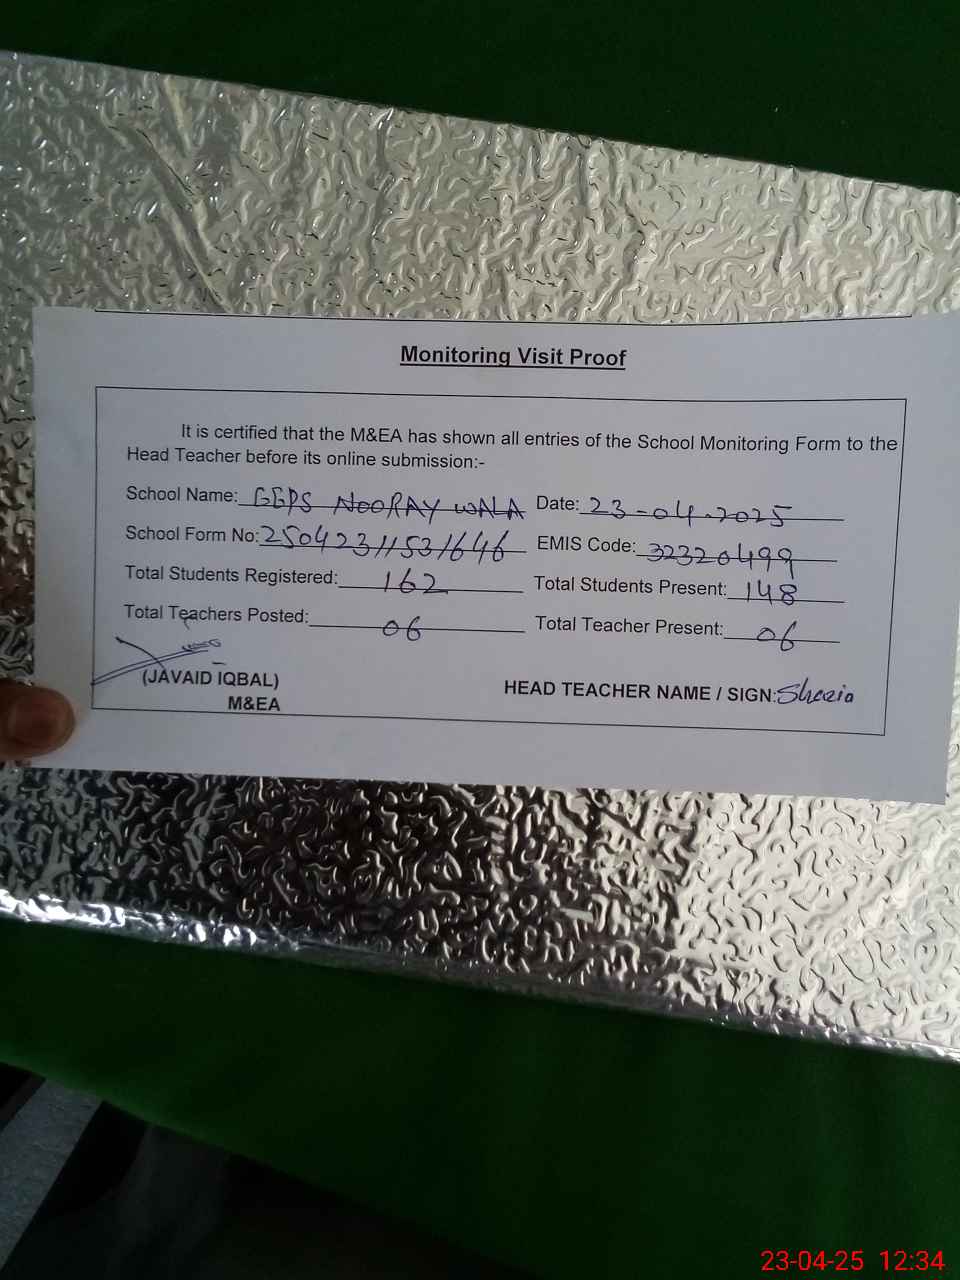 Monitoring Visit Proof
It is certified that the M&EA has shown all entries of the School Monitoring Form to the
Head Teacher before its online submission:-
School Name: GGPS NOORAY WALA Date: 23-04-2025
School Form No: 25042311531646 EMIS Code: 32320499
Total Students Registered: 162 Total Students Present: 148
Total Teachers Posted: 06 Total Teacher Present: 06
(JAVAID IQBAL)
M&EA
HEAD TEACHER NAME / SIGN: Shazia
23-04-25 12:34